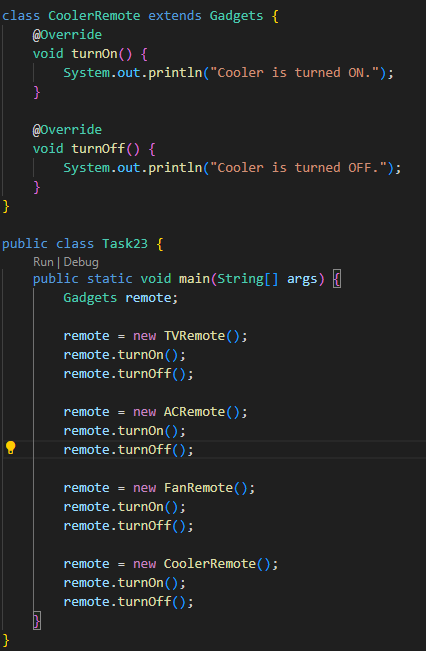 class CoolerRemote extends Gadgets {
    @Override
    void turnOn() {
        System.out.println("Cooler is turned ON.");
    }
    @Override
    void turnOff() {
        System.out.println("Cooler is turned OFF.");
    }
}
public class Task23 {
    Run | Debug
    public static void main(String[] args) {
        Gadgets remote;
        remote = new TVRemote();
        remote.turnOn();
        remote.turnOff();
        remote = new ACRemote();
        remote.turnOn();
        remote.turnOff();
        remote = new FanRemote();
        remote.turnOn();
        remote.turnOff();
        remote = new CoolerRemote();
        remote.turnOn();
        remote.turnOff();
    }
}